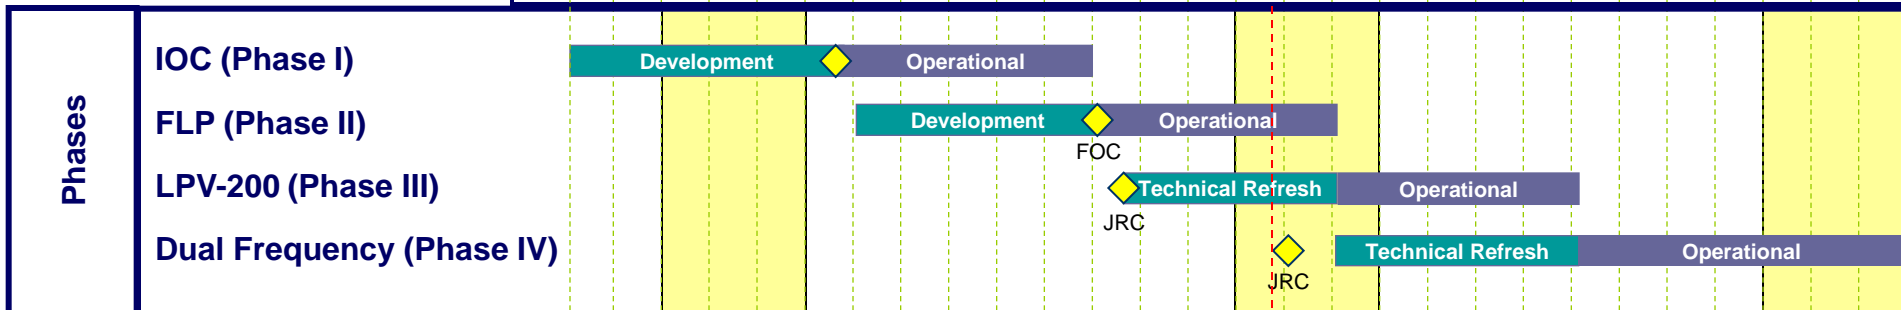 Phases
IOC (Phase I)
Development
Operational
FLP (Phase II)
Development
Operational
FOC
LPV-200 (Phase III)
Technical Refresh
Operational
JRC
Dual Frequency (Phase IV)
Technical Refresh
Operational
JRC